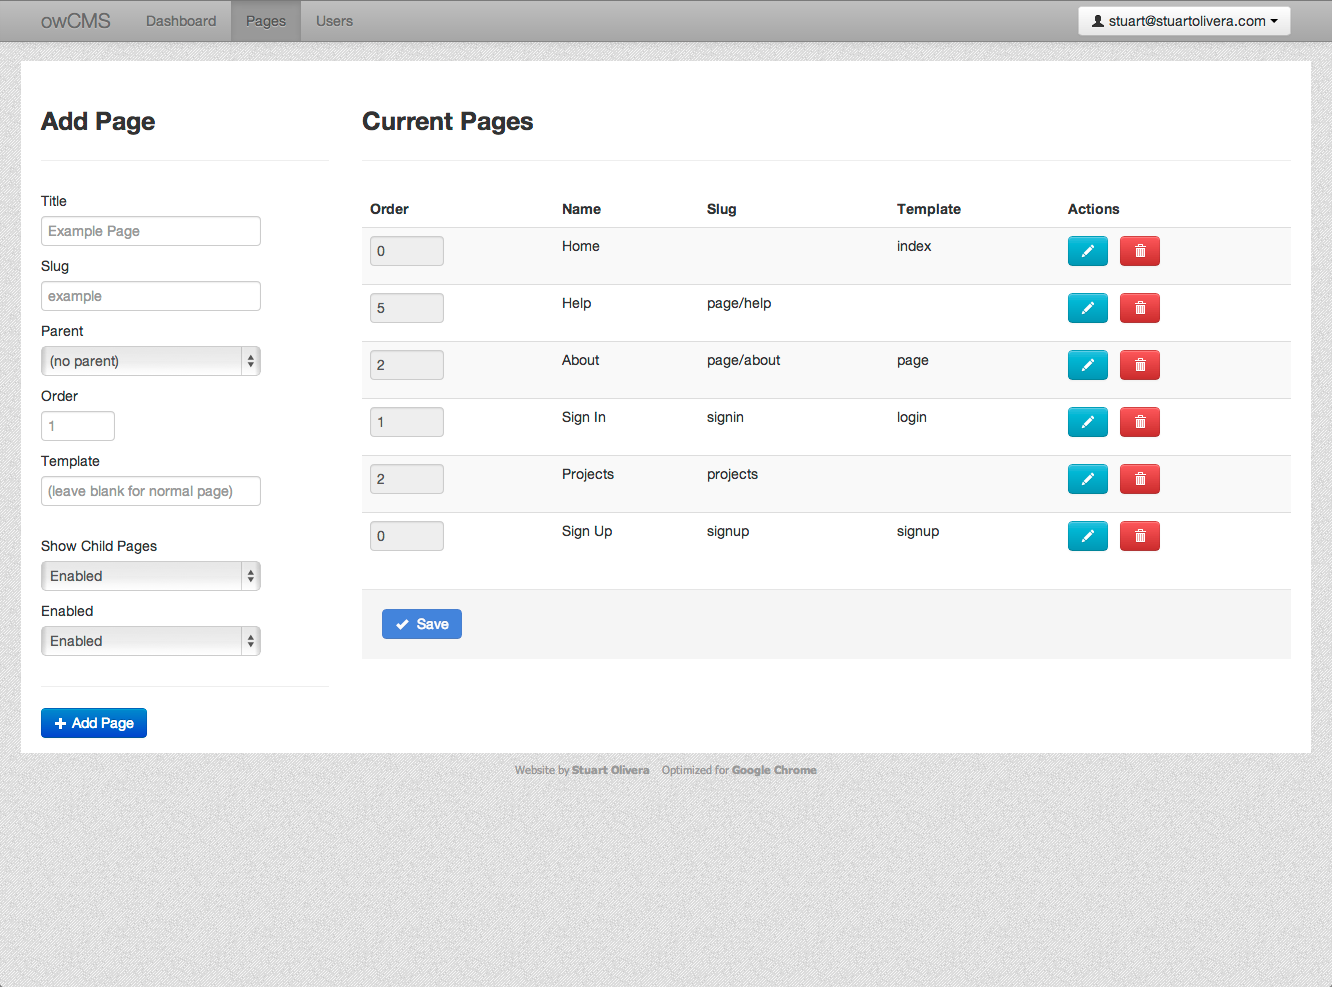 owCMS Dashboard Pages Users stuart@stuartolivera.com
Add Page
Title
Example Page
Slug
example
Parent
(no parent)
Order
1
Template
(leave blank for normal page)
Show Child Pages
Enabled
Enabled
Enabled
Add Page
Current Pages
Order Name Slug Template Actions
0 Home index
5 Help page/help
2 About page/about page
1 Sign In signin login
2 Projects projects
0 Sign Up signup signup
Save
Website by Stuart Olivera Optimized for Google Chrome